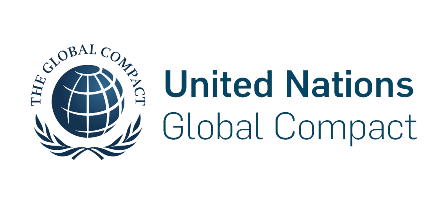 THE GLOBAL COMPACT
United Nations
Global Compact